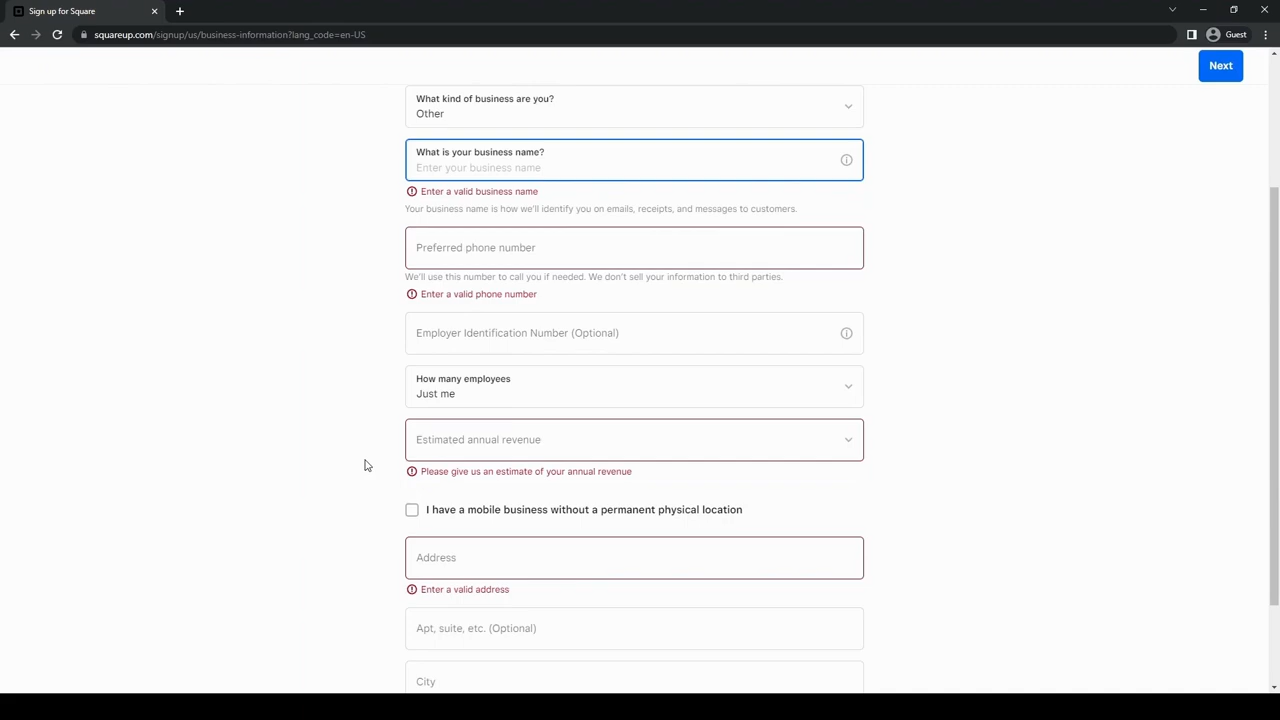 Sign up for Square
squareup.com/signup/us/business-information?lang_code=en-US
Guest
Next
What kind of business are you?
Other
What is your business name?
Enter your business name
Enter a valid business name
Your business name is how we'll identify you on emails, receipts, and messages to customers.
Preferred phone number
We'll use this number to call you if needed. We don't sell your information to third parties.
Enter a valid phone number
Employer Identification Number (Optional)
How many employees
Just me
Estimated annual revenue
Please give us an estimate of your annual revenue
I have a mobile business without a permanent physical location
Address
Enter a valid address
Apt, suite, etc. (Optional)
City